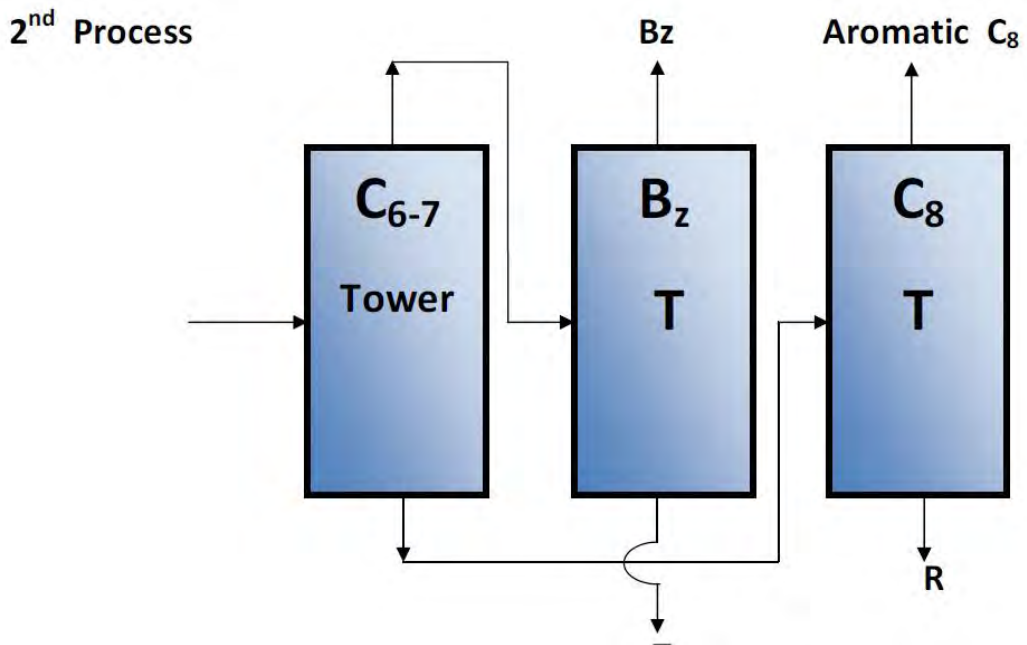 2nd Process
Bz
Aromatic C8
C6-7
Tower
Bz
T
C8
T
R